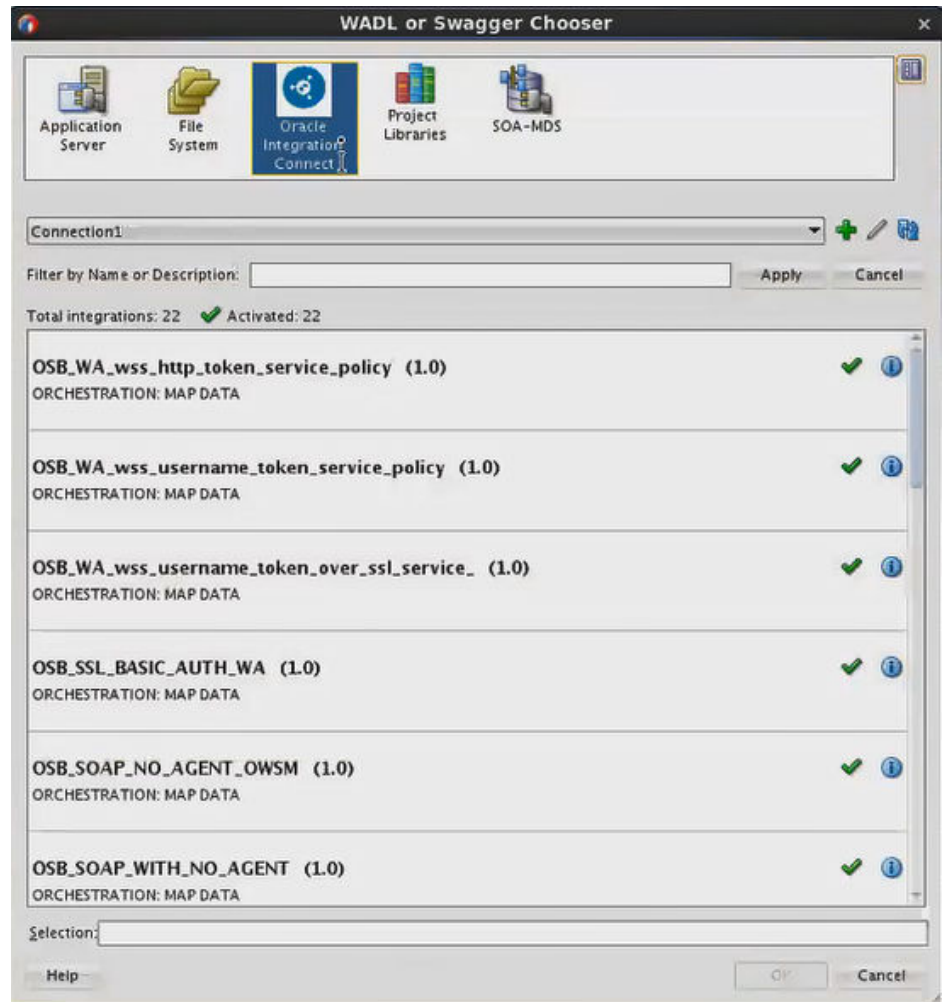 WADL or Swagger Chooser
Application
Server
File
System
Oracle
Integration
Connect
Project
Libraries
SOA-MDS
Connection1
Filter by Name or Description:
Apply
Cancel
Total integrations: 22
Activated: 22
OSB_WA_wss_http_token_service_policy (1.0)
ORCHESTRATION: MAP DATA
OSB_WA_wss_username_token_service_policy (1.0)
ORCHESTRATION: MAP DATA
OSB_WA_wss_username_token_over_ssl_service_ (1.0)
ORCHESTRATION: MAP DATA
OSB_SSL_BASIC_AUTH_WA (1.0)
ORCHESTRATION: MAP DATA
OSB_SOAP_NO_AGENT_OWSM (1.0)
ORCHESTRATION: MAP DATA
OSB_SOAP_WITH_NO_AGENT (1.0)
ORCHESTRATION: MAP DATA
Selection:
Help
OK
Cancel